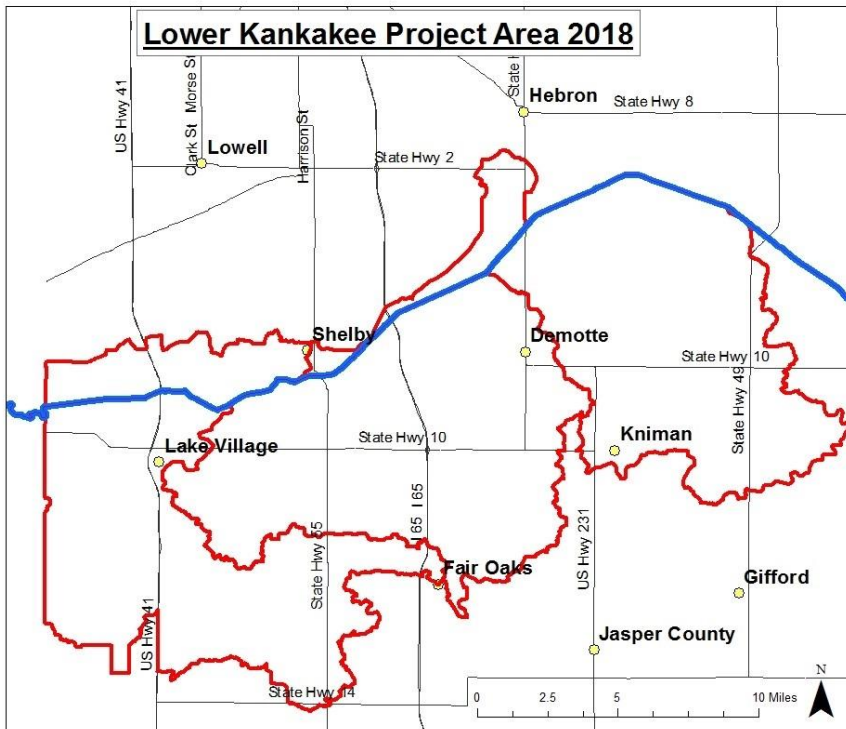 Lower Kankakee Project Area 2018
US Hwy 41
Clark St
Morse St
Harrison St
State H
Hebron
State Hwy 8
Lowell
State Hwy 2
Shelby
Demotte
State Hwy 10
State Hwy 49
Lake Village
State Hwy 10
Kniman
I 65
I 65
State Hwy 55
US Hwy 231
Fair Oaks
Gifford
US Hwy 41
Jasper County
State Hwy 14
N
0 2.5 5 10 Miles